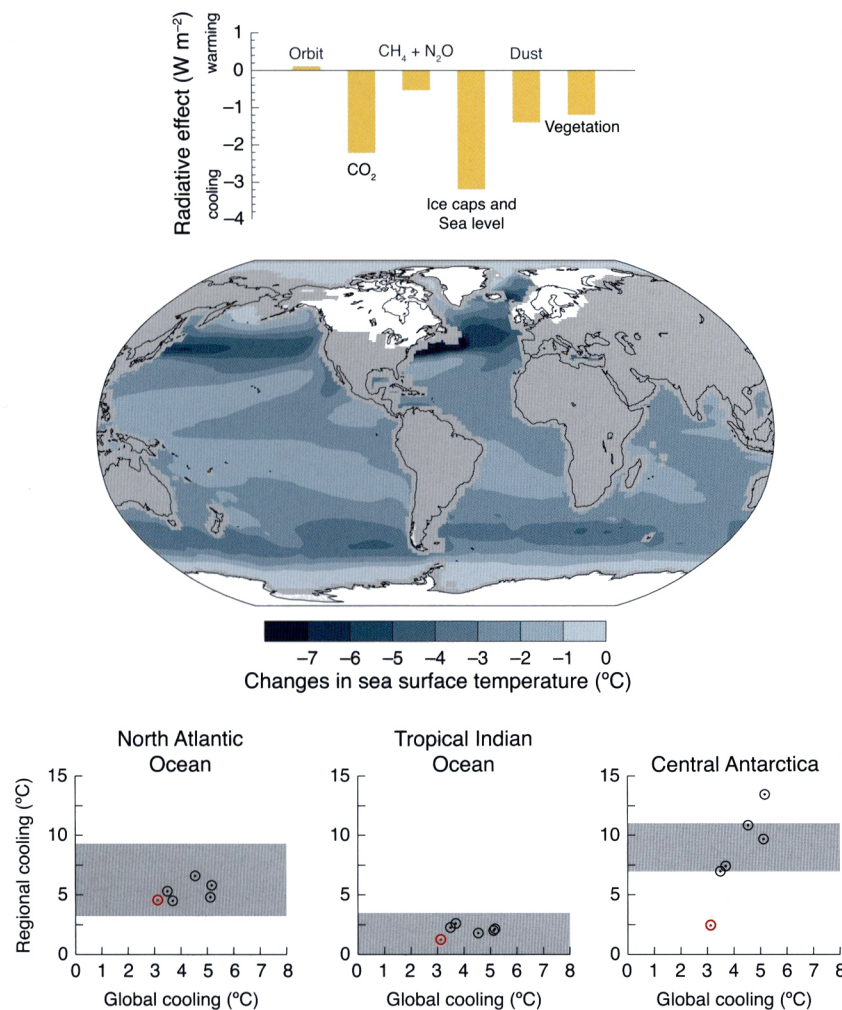 Radiative effect (W m⁻²)
cooling warming
1
0
−1
−2
−3
−4
Orbit
CH₄ + N₂O
Dust
CO₂
Ice caps and
Sea level
Vegetation
−7 −6 −5 −4 −3 −2 −1 0
Changes in sea surface temperature (ºC)
Regional cooling (ºC)
North Atlantic
Ocean
15
10
5
0
0 1 2 3 4 5 6 7 8
Global cooling (ºC)
Tropical Indian
Ocean
15
10
5
0
0 1 2 3 4 5 6 7 8
Global cooling (ºC)
Central Antarctica
15
10
5
0
0 1 2 3 4 5 6 7 8
Global cooling (ºC)